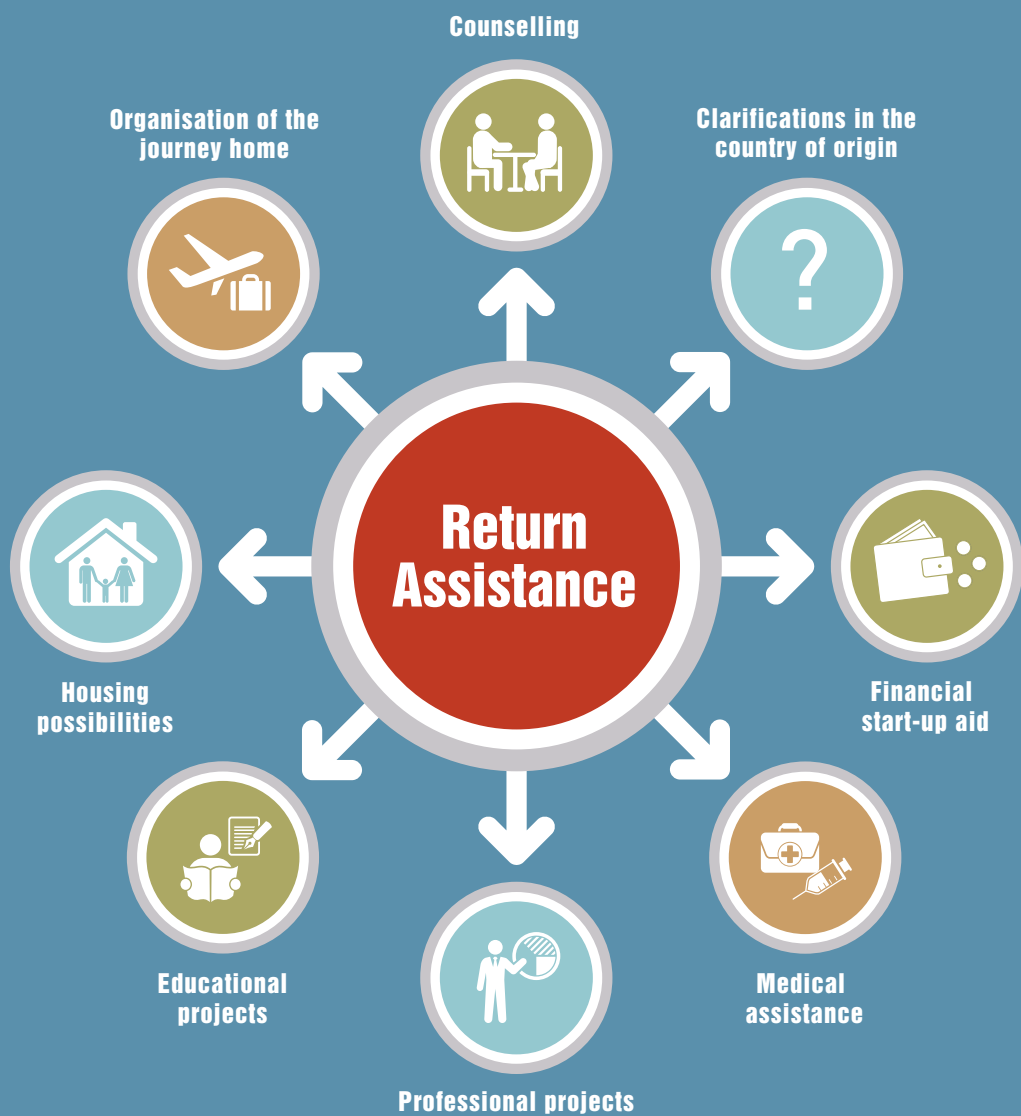 Counselling
Organisation of the
journey home
Clarifications in the
country of origin
?
Return
Assistance
Housing
possibilities
Financial
start-up aid
Educational
projects
Medical
assistance
Professional projects